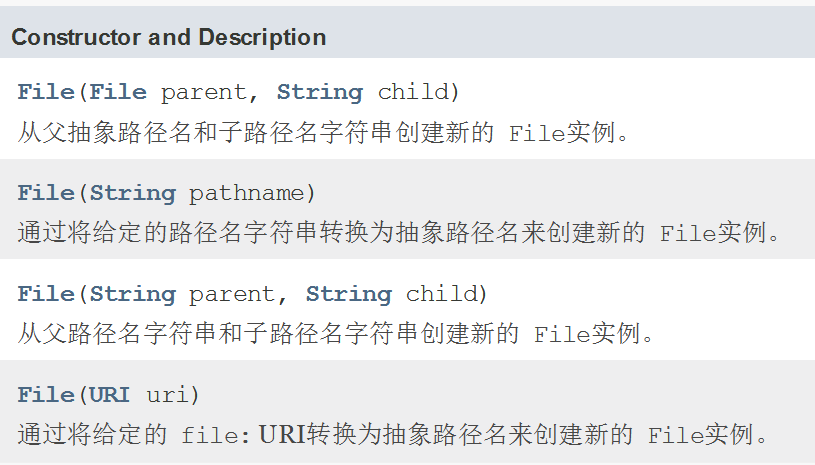 Constructor and Description
File(File parent, String child)
从父抽象路径名和子路径名字符串创建新的 File实例。
File(String pathname)
通过将给定的路径名字符串转换为抽象路径名来创建新的 File实例。
File(String parent, String child)
从父路径名字符串和子路径名字符串创建新的 File实例。
File(URI uri)
通过将给定的 file: URI转换为抽象路径名来创建新的 File实例。